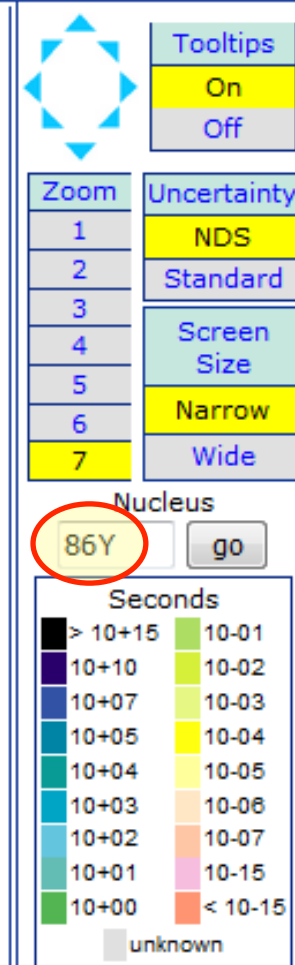 Tooltips
On
Off
Zoom
1
2
3
4
5
6
7
Uncertainty
NDS
Standard
Screen
Size
Narrow
Wide
Nucleus
86Y go
Seconds
> 10+15 10-01
10+10 10-02
10+07 10-03
10+05 10-04
10+04 10-05
10+03 10-06
10+02 10-07
10+01 10-15
10+00 < 10-15
unknown